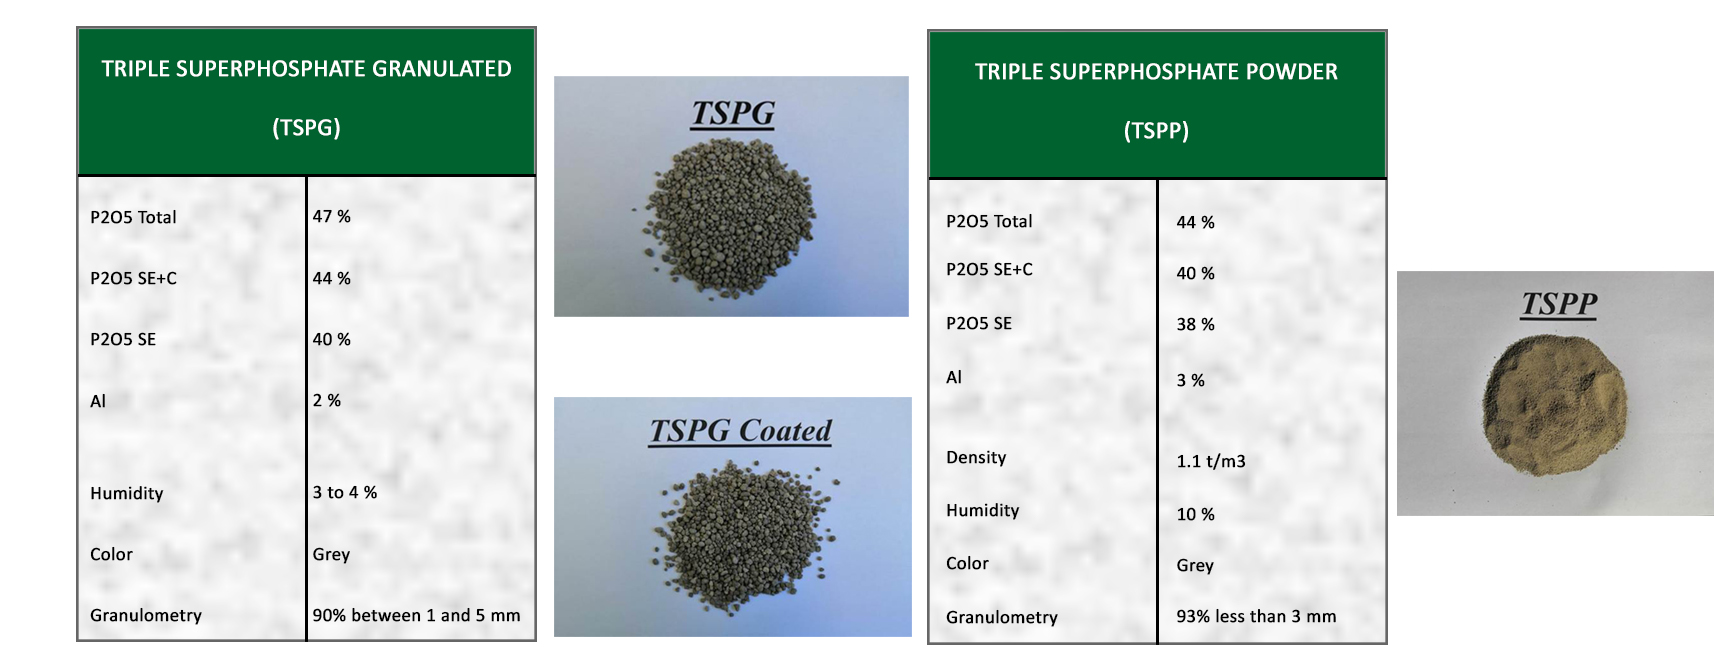 TRIPLE SUPERPHOSPHATE GRANULATED
(TSPG)
P2O5 Total 47 %
P2O5 SE+C 44 %
P2O5 SE 40 %
Al 2 %
Humidity 3 to 4 %
Color Grey
Granulometry 90% between 1 and 5 mm
TSPG
TSPG Coated
TRIPLE SUPERPHOSPHATE POWDER
(TSPP)
P2O5 Total 44 %
P2O5 SE+C 40 %
P2O5 SE 38 %
Al 3 %
Density 1.1 t/m3
Humidity 10 %
Color Grey
Granulometry 93% less than 3 mm
TSPP